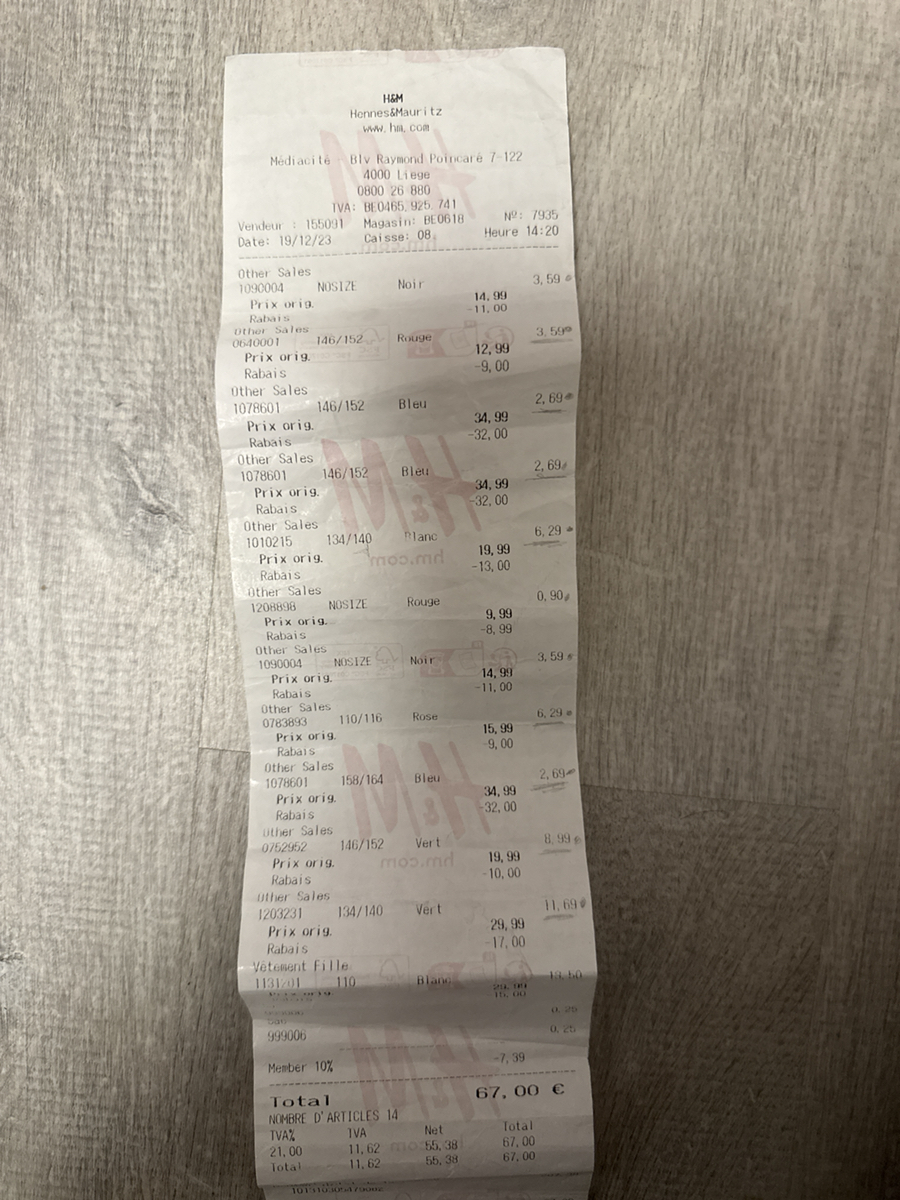 H&M
Hennes&Mauritz
www.hm.com
Médiacité - Blv Raymond Poincaré 7-122
4000 Liege
0800 26 880
TVA: BE0465.925.741
Vendeur : 155091 Magasin: BE0618 Nº: 7935
Date: 19/12/23 Caisse: 08 Heure 14:20
Other Sales 3,59
1090004 NOSIZE Noir
Prix orig. 14,99
Rabais -11,00
Other Sales 3,59
0640001 146/152 Rouge
Prix orig. 12,99
Rabais -9,00
Other Sales 2,69
1078601 146/152 Bleu
Prix orig. 34,99
Rabais -32,00
Other Sales 2,69
1078601 146/152 Bleu
Prix orig. 34,99
Rabais -32,00
Other Sales 6,29
1010215 134/140 Blanc
Prix orig. 19,99
Rabais -13,00
Other Sales 0,90
1208898 NOSIZE Rouge
Prix orig. 9,99
Rabais -8,99
Other Sales 3,59
1090004 NOSIZE Noir
Prix orig. 14,99
Rabais -11,00
Other Sales 6,29
0783893 110/116 Rose
Prix orig. 15,99
Rabais -9,00
Other Sales 2,69
1078601 158/164 Bleu
Prix orig. 34,99
Rabais -32,00
Other Sales 8,99
0752952 146/152 Vert
Prix orig. 19,99
Rabais -10,00
Other Sales 11,69
1203231 134/140 Vert
Prix orig. 29,99
Rabais -17,00
Vêtement Fille 13,50
1131201 110 Blanc
Prix orig. 29,99
15,00
0,25
999006 0,25
Member 10% -7,39
Total 67,00 €
NOMBRE D'ARTICLES 14
TVA% TVA Net Total
21,00 11,62 55,38 67,00
Total 11,62 55,38 67,00